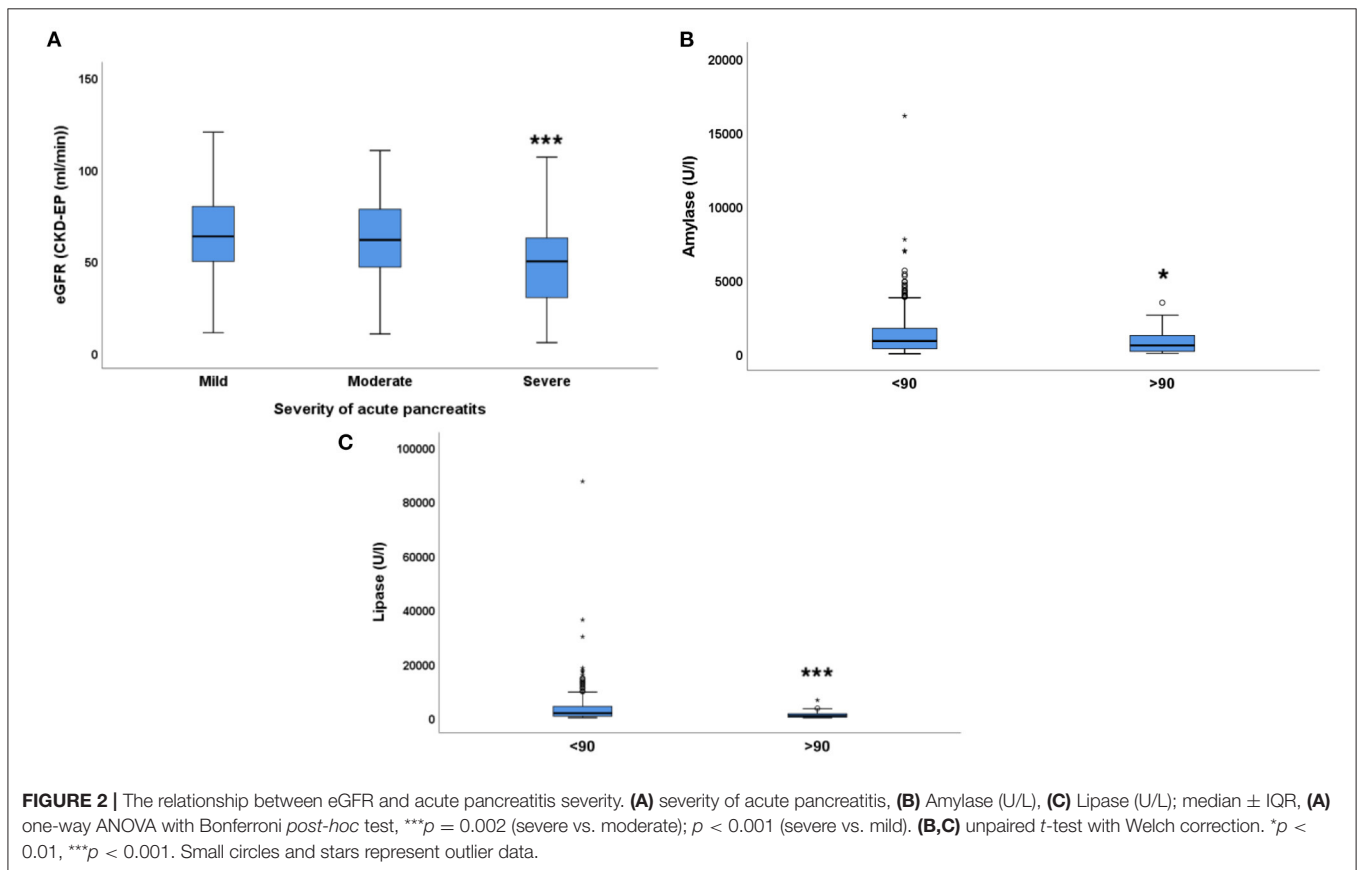 A
150
100
50
0
eGFR (CKD-EP (ml/min))
***
Mild Moderate Severe
Severity of acute pancreatits
B
20000
15000
10000
5000
0
Amylase (U/l)
*
<90 >90
C
100000
80000
60000
40000
20000
0
Lipase (U/l)
***
<90 >90
FIGURE 2 | The relationship between eGFR and acute pancreatitis severity. (A) severity of acute pancreatitis, (B) Amylase (U/L), (C) Lipase (U/L); median ± IQR, (A)
one-way ANOVA with Bonferroni post-hoc test, ***p = 0.002 (severe vs. moderate); p < 0.001 (severe vs. mild). (B,C) unpaired t-test with Welch correction. *p <
0.01, ***p < 0.001. Small circles and stars represent outlier data.